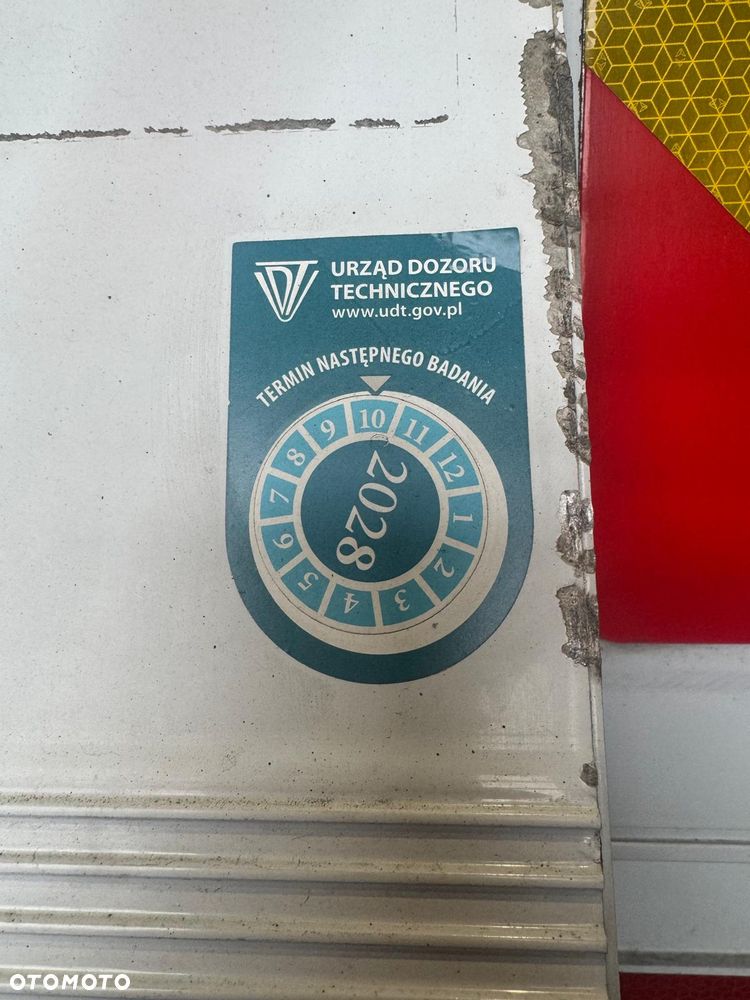 URZĄD DOZORU
TECHNICZNEGO
www.udt.gov.pl
TERMIN NASTĘPNEGO BADANIA
10
11
12
1
2
3
4
5
6
7
8
9
2028
OTOMOTO